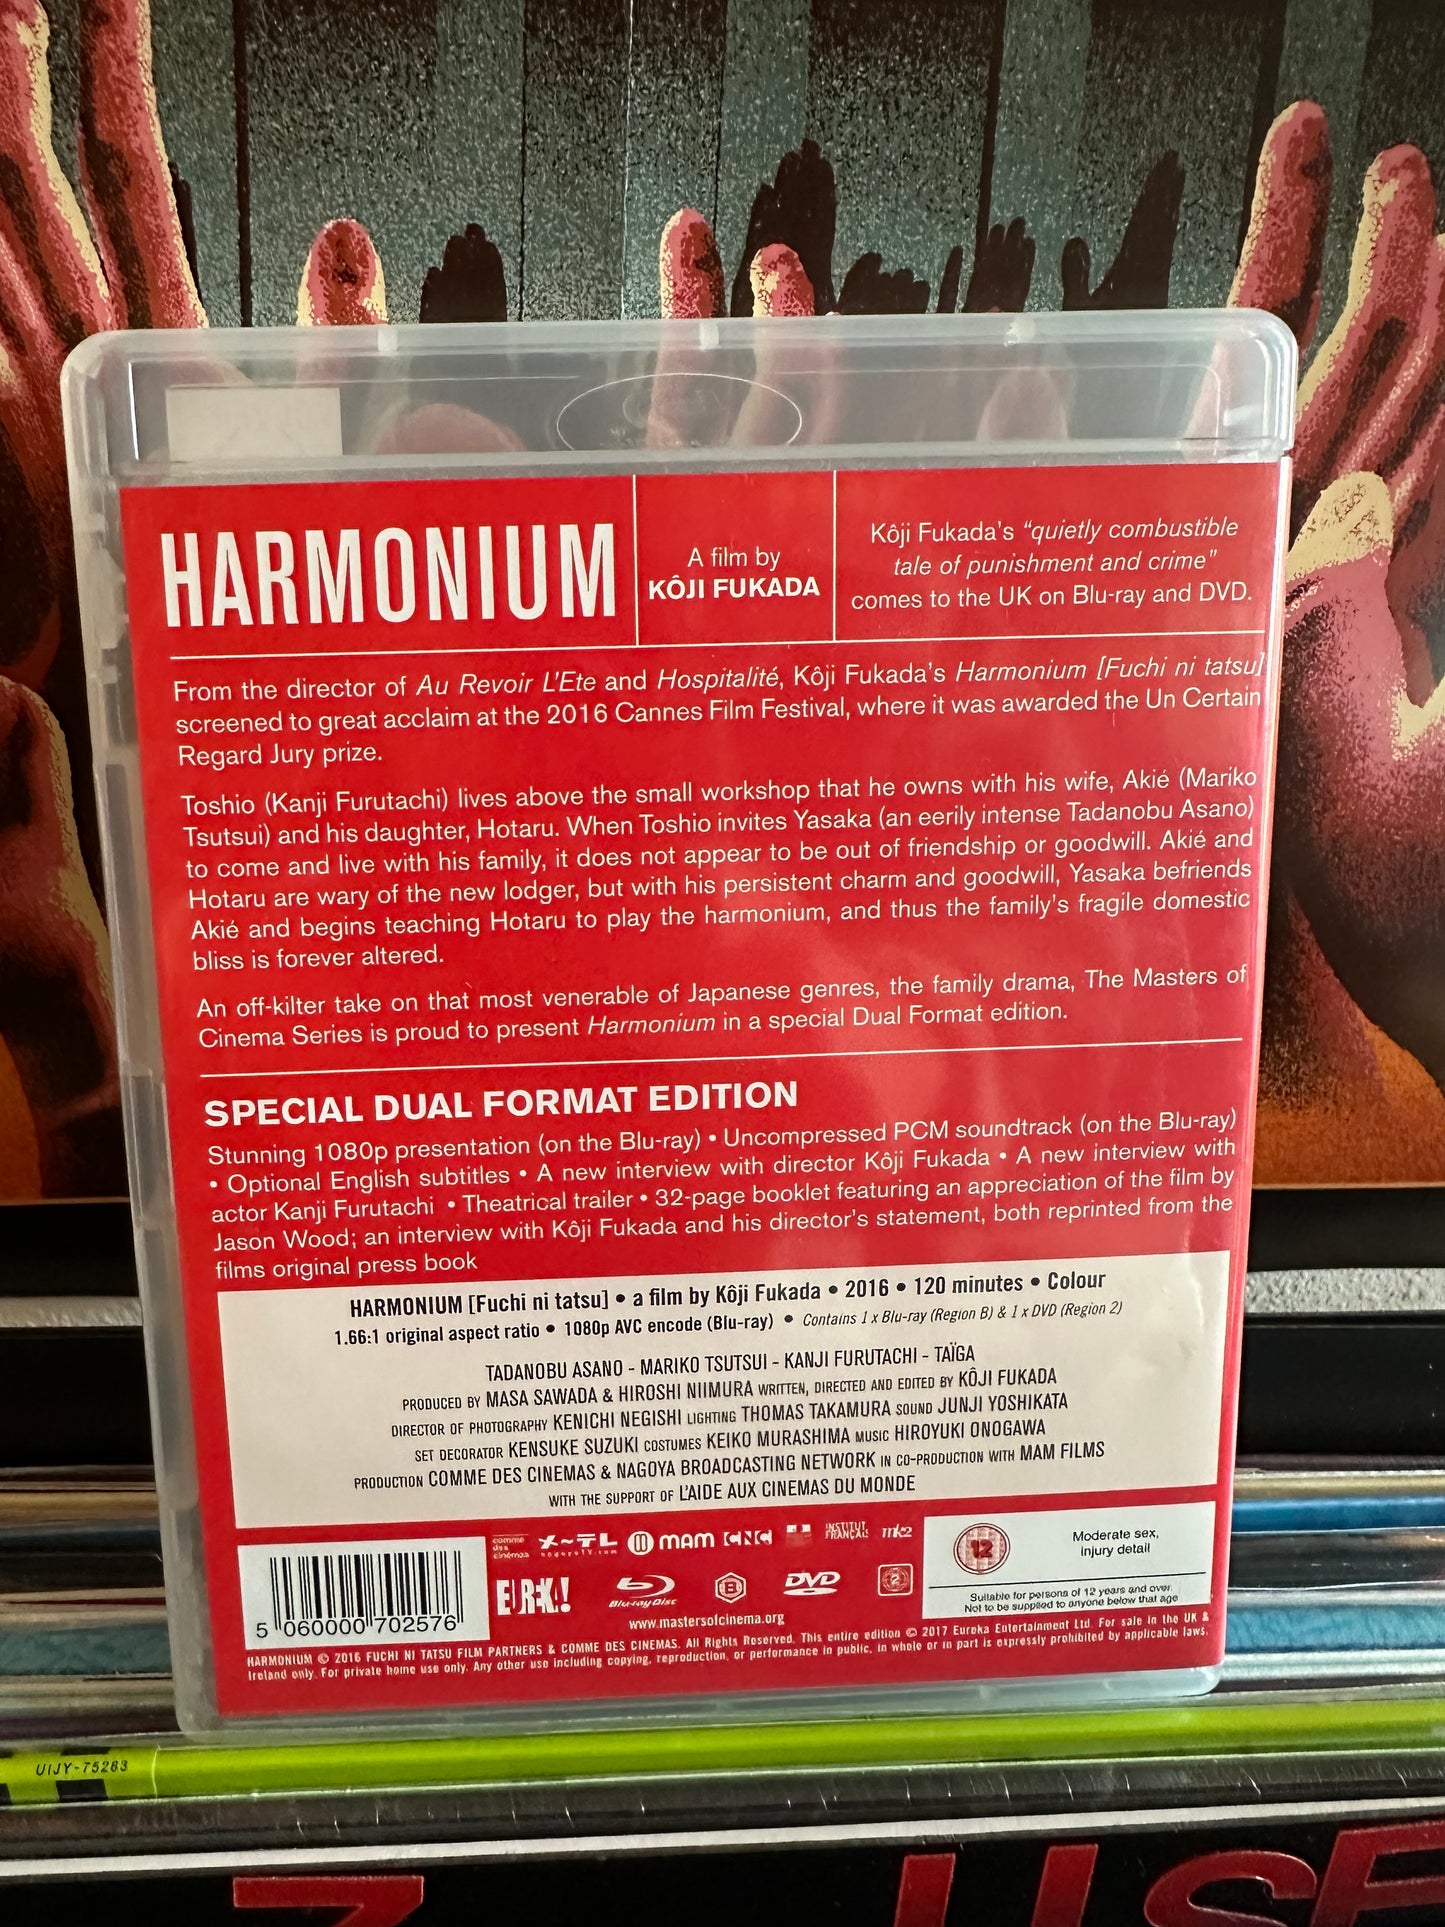 HARMONIUM
A film by
KÔJI FUKADA
Kôji Fukada's "quietly combustible
tale of punishment and crime"
comes to the UK on Blu-ray and DVD.
From the director of Au Revoir L'Ete and Hospitalité, Kôji Fukada's Harmonium [Fuchi ni tatsu]
screened to great acclaim at the 2016 Cannes Film Festival, where it was awarded the Un Certain
Regard Jury prize.
Toshio (Kanji Furutachi) lives above the small workshop that he owns with his wife, Akié (Mariko
Tsutsui) and his daughter, Hotaru. When Toshio invites Yasaka (an eerily intense Tadanobu Asano)
to come and live with his family, it does not appear to be out of friendship or goodwill. Akié and
Hotaru are wary of the new lodger, but with his persistent charm and goodwill, Yasaka befriends
Akié and begins teaching Hotaru to play the harmonium, and thus the family's fragile domestic
bliss is forever altered.
An off-kilter take on that most venerable of Japanese genres, the family drama, The Masters of
Cinema Series is proud to present Harmonium in a special Dual Format edition.
SPECIAL DUAL FORMAT EDITION
Stunning 1080p presentation (on the Blu-ray) • Uncompressed PCM soundtrack (on the Blu-ray)
• Optional English subtitles • A new interview with director Kôji Fukada • A new interview with
actor Kanji Furutachi • Theatrical trailer • 32-page booklet featuring an appreciation of the film by
Jason Wood; an interview with Kôji Fukada and his director's statement, both reprinted from the
films original press book
HARMONIUM [Fuchi ni tatsu] • a film by Kôji Fukada • 2016 • 120 minutes • Colour
1.66:1 original aspect ratio • 1080p AVC encode (Blu-ray) • Contains 1 x Blu-ray (Region B) & 1 x DVD (Region 2)
TADANOBU ASANO - MARIKO TSUTSUI - KANJI FURUTACHI - TAÏGA
PRODUCED BY MASA SAWADA & HIROSHI NIIMURA WRITTEN, DIRECTED AND EDITED BY KÔJI FUKADA
DIRECTOR OF PHOTOGRAPHY KENICHI NEGISHI LIGHTING THOMAS TAKAMURA SOUND JUNJI YOSHIKATA
SET DECORATOR KENSUKE SUZUKI COSTUMES KEIKO MURASHIMA MUSIC HIROYUKI ONOGAWA
PRODUCTION COMME DES CINEMAS & NAGOYA BROADCASTING NETWORK IN CO-PRODUCTION WITH MAM FILMS
WITH THE SUPPORT OF L'AIDE AUX CINEMAS DU MONDE
comme des cinémas メ~テレ nagoyatv.com MAM CNC INSTITUT FRANÇAIS mk2
EUREKA! Blu-ray Disc B DVD 2
www.mastersofcinema.org
5 060000 702576
12
Moderate sex,
injury detail
Suitable for persons of 12 years and over.
Not to be supplied to anyone below that age
HARMONIUM © 2016 FUCHI NI TATSU FILM PARTNERS & COMME DES CINEMAS. All Rights Reserved. This entire edition © 2017 Eureka Entertainment Ltd. For sale in the UK &
Ireland only. For private home use only. Any other use including copying, reproduction, or performance in public, in whole or in part is expressly prohibited by applicable laws.
UIJY-75283